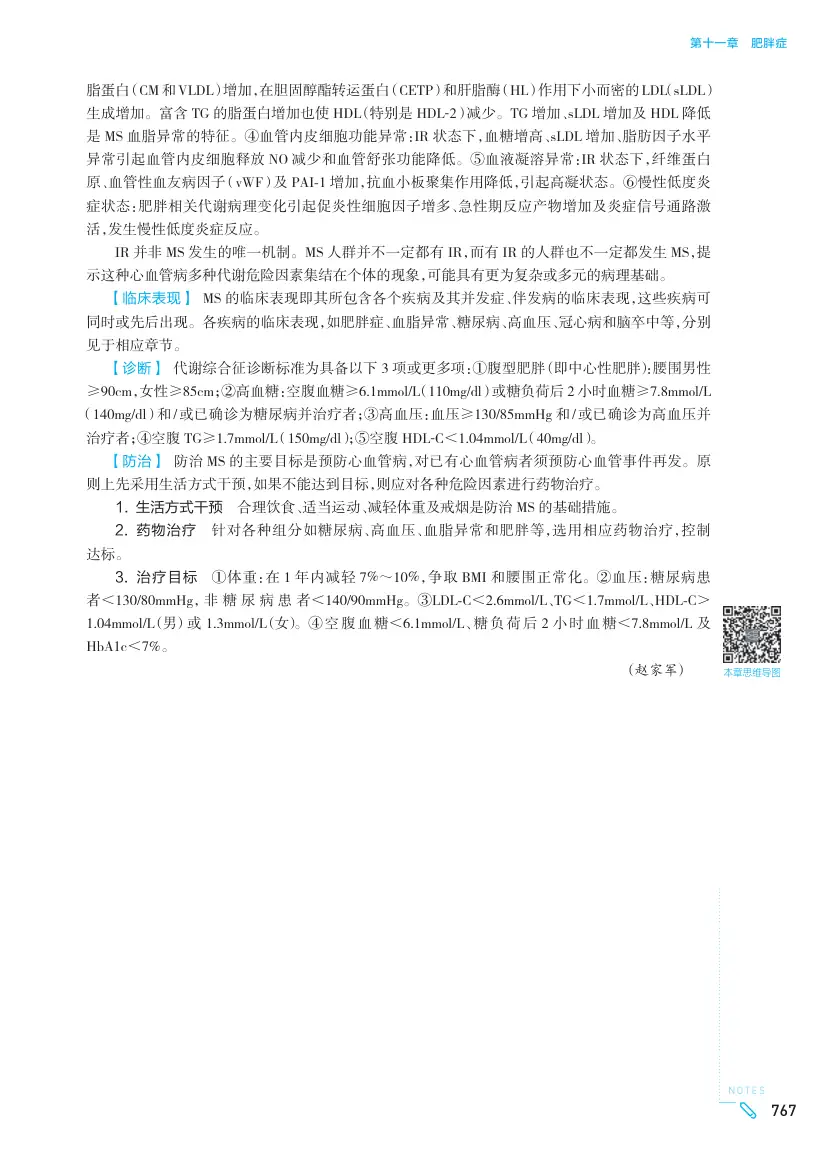 第十一章 肥胖症
脂蛋白(CM 和 VLDL)增加,在胆固醇酯转运蛋白(CETP)和肝脂酶(HL)作用下小而密的 LDL(sLDL)
生成增加。富含 TG 的脂蛋白增加也使 HDL(特别是 HDL-2)减少。TG 增加、sLDL 增加及 HDL 降低
是 MS 血脂异常的特征。④血管内皮细胞功能异常:IR 状态下,血糖增高、sLDL 增加、脂肪因子水平
异常引起血管内皮细胞释放 NO 减少和血管舒张功能降低。⑤血液凝溶异常:IR 状态下,纤维蛋白
原、血管性血友病因子(vWF)及 PAI-1 增加,抗血小板聚集作用降低,引起高凝状态。⑥慢性低度炎
症状态:肥胖相关代谢病理变化引起促炎性细胞因子增多、急性期反应产物增加及炎症信号通路激
活,发生慢性低度炎症反应。
IR 并非 MS 发生的唯一机制。MS 人群并不一定都有 IR,而有 IR 的人群也不一定都发生 MS,提
示这种心血管病多种代谢危险因素集结在个体的现象,可能具有更为复杂或多元的病理基础。
【临床表现】 MS 的临床表现即其所包含各个疾病及其并发症、伴发病的临床表现,这些疾病可
同时或先后出现。各疾病的临床表现,如肥胖症、血脂异常、糖尿病、高血压、冠心病和脑卒中等,分别
见于相应章节。
【诊断】 代谢综合征诊断标准为具备以下 3 项或更多项:①腹型肥胖(即中心性肥胖):腰围男性
≥90cm,女性≥85cm;②高血糖:空腹血糖≥6.1mmol/L(110mg/dl)或糖负荷后 2 小时血糖≥7.8mmol/L
(140mg/dl)和/或已确诊为糖尿病并治疗者;③高血压:血压≥130/85mmHg 和/或已确诊为高血压并
治疗者;④空腹 TG≥1.7mmol/L(150mg/dl);⑤空腹 HDL-C<1.04mmol/L(40mg/dl)。
【防治】 防治 MS 的主要目标是预防心血管病,对已有心血管病者须预防心血管事件再发。原
则上先采用生活方式干预,如果不能达到目标,则应对各种危险因素进行药物治疗。
1. 生活方式干预 合理饮食、适当运动、减轻体重及戒烟是防治 MS 的基础措施。
2. 药物治疗 针对各种组分如糖尿病、高血压、血脂异常和肥胖等,选用相应药物治疗,控制
达标。
3. 治疗目标 ①体重:在 1 年内减轻 7%~10%,争取 BMI 和腰围正常化。②血压:糖尿病患
者<130/80mmHg,非糖尿病患者<140/90mmHg。③LDL-C<2.6mmol/L、TG<1.7mmol/L、HDL-C>
1.04mmol/L(男)或 1.3mmol/L(女)。④空腹血糖<6.1mmol/L、糖负荷后 2 小时血糖<7.8mmol/L 及
HbA1c<7%。
(赵家军)
本章思维导图
NOTES
767